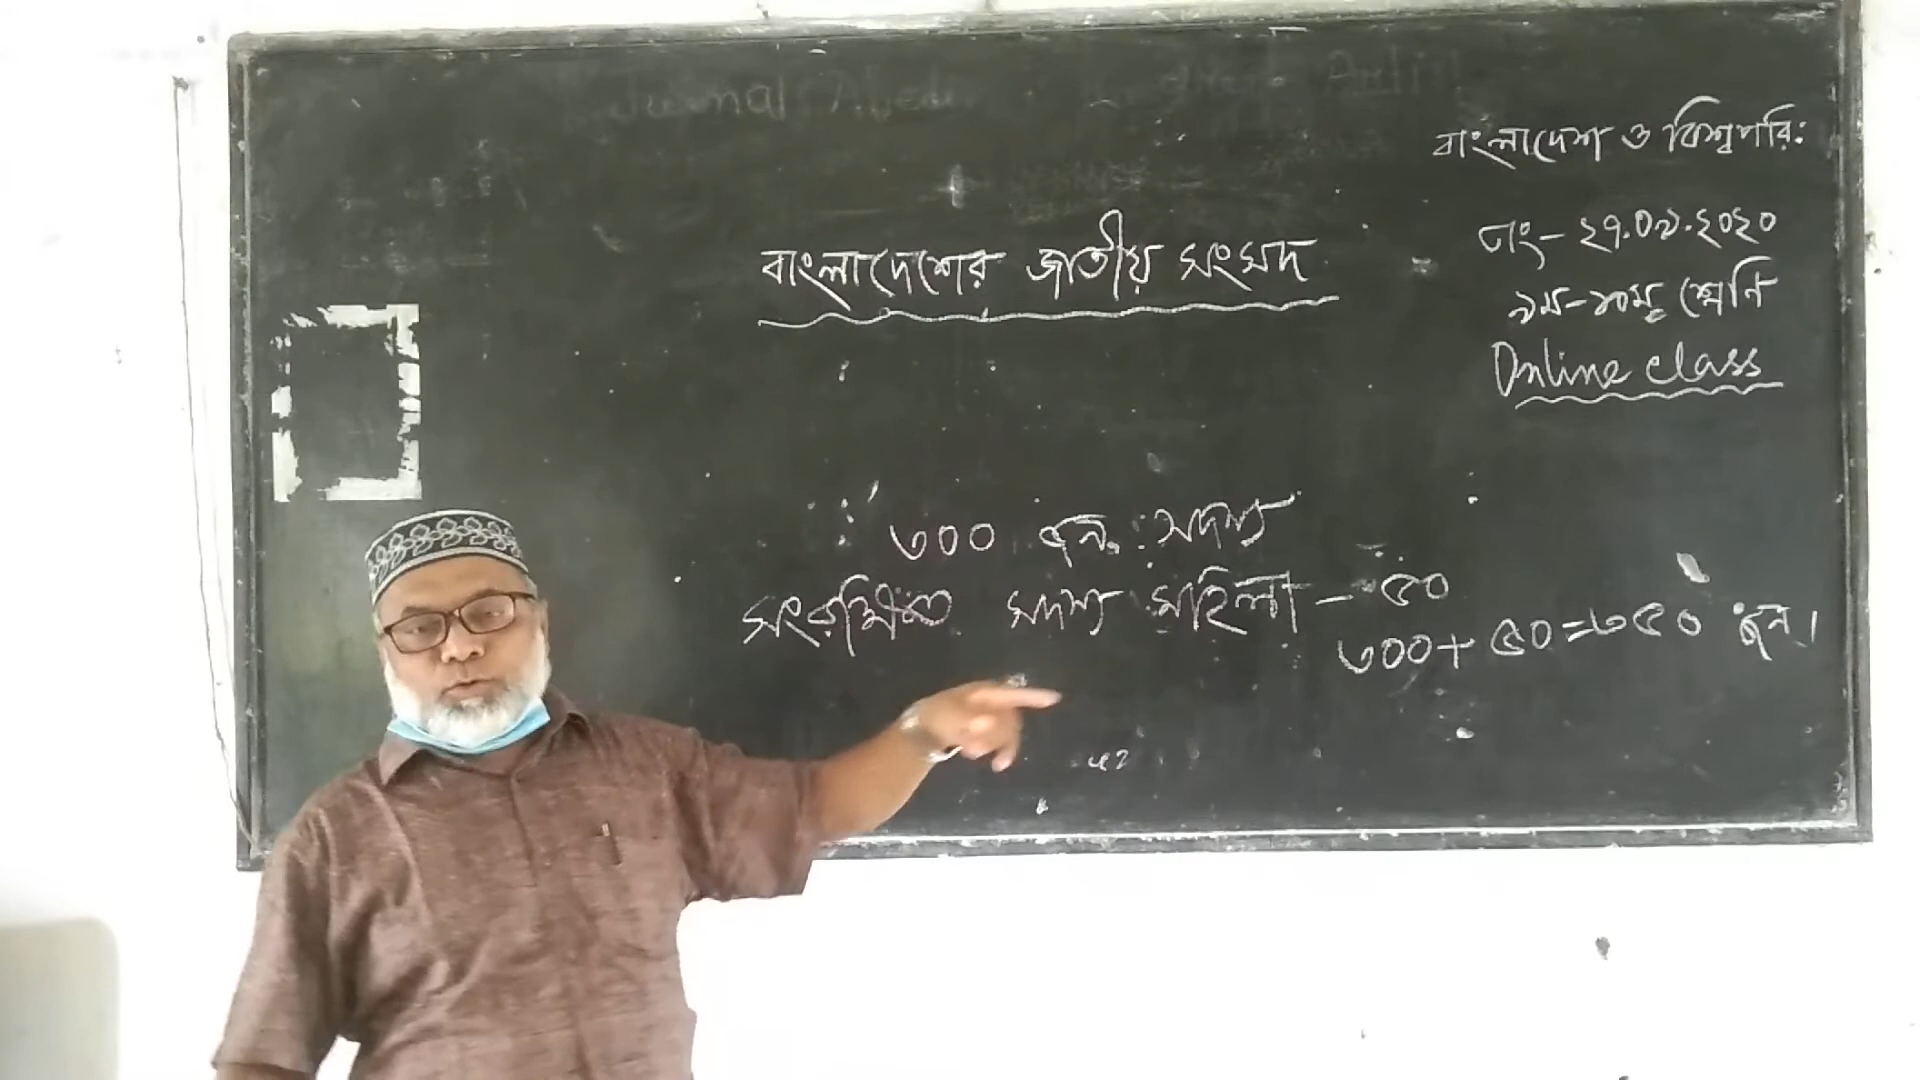 বাংলাদেশ ও বিশ্বপরি:
তাং- ২৭.০৯.২০২০
৯ম-১০ম শ্রেণি
Online class
বাংলাদেশের জাতীয় সংসদ
৩০০ জন সদস্য
সংরক্ষিত সদস্য মহিলা - ৫০
৩০০+ ৫০=৩৫০ জন।